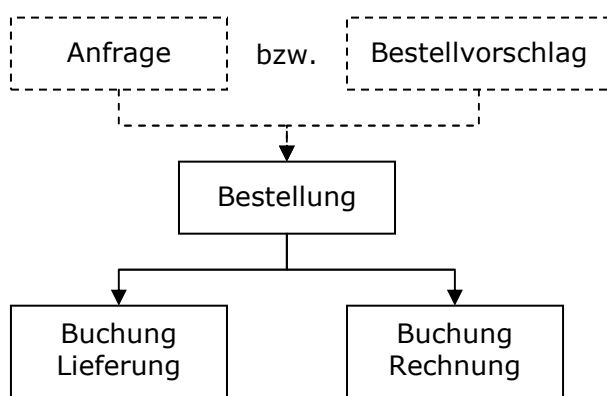 Anfrage bzw. Bestellvorschlag
Bestellung
Buchung
Lieferung
Buchung
Rechnung